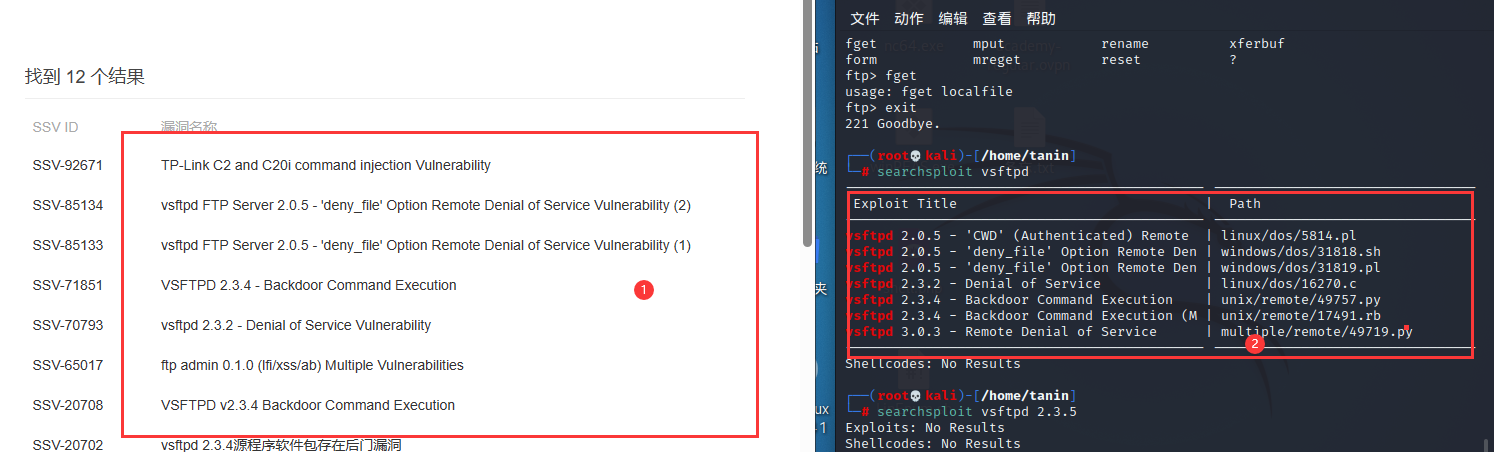 找到 12 个结果
SSV ID 漏洞名称
SSV-92671 TP-Link C2 and C20i command injection Vulnerability
SSV-85134 vsftpd FTP Server 2.0.5 - 'deny_file' Option Remote Denial of Service Vulnerability (2)
SSV-85133 vsftpd FTP Server 2.0.5 - 'deny_file' Option Remote Denial of Service Vulnerability (1)
SSV-71851 VSFTPD 2.3.4 - Backdoor Command Execution
1
SSV-70793 vsftpd 2.3.2 - Denial of Service Vulnerability
SSV-65017 ftp admin 0.1.0 (lfi/xss/ab) Multiple Vulnerabilities
SSV-20708 VSFTPD v2.3.4 Backdoor Command Execution
SSV-20702 vsftpd 2.3.4源程序软件包存在后门漏洞
统
夹
ux
1
文件 动作 编辑 查看 帮助
fget mput rename xferbuf
form mreget reset ?
ftp> fget
usage: fget localfile
ftp> exit
221 Goodbye.
┌──(root💀kali)-[/home/tanin]
└─# searchsploit vsftpd
Exploit Title | Path
vsftpd 2.0.5 - 'CWD' (Authenticated) Remote | linux/dos/5814.pl
vsftpd 2.0.5 - 'deny_file' Option Remote Den | windows/dos/31818.sh
vsftpd 2.0.5 - 'deny_file' Option Remote Den | windows/dos/31819.pl
vsftpd 2.3.2 - Denial of Service | linux/dos/16270.c
vsftpd 2.3.4 - Backdoor Command Execution | unix/remote/49757.py
vsftpd 2.3.4 - Backdoor Command Execution (M | unix/remote/17491.rb
vsftpd 3.0.3 - Remote Denial of Service | multiple/remote/49719.py
2
Shellcodes: No Results
┌──(root💀kali)-[/home/tanin]
└─# searchsploit vsftpd 2.3.5
Exploits: No Results
Shellcodes: No Results